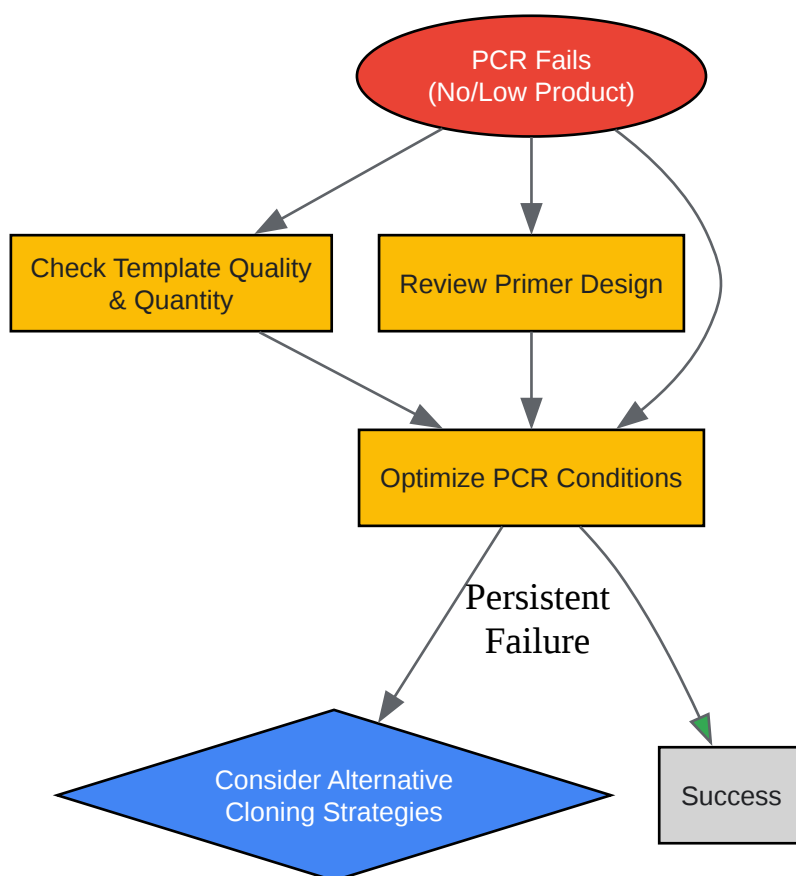 PCR Fails
(No/Low Product)
Check Template Quality
& Quantity
Review Primer Design
Optimize PCR Conditions
Persistent
Failure
Consider Alternative
Cloning Strategies
Success